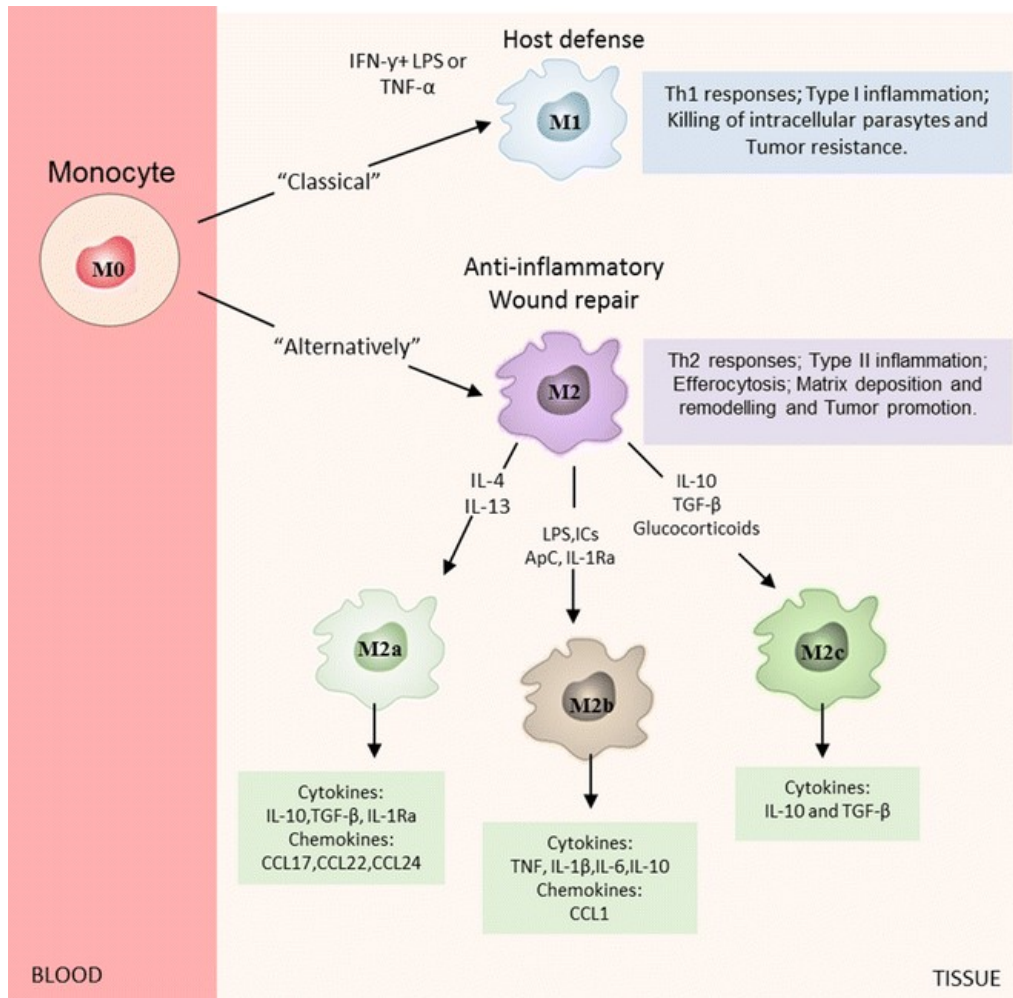 Host defense
IFN-y+ LPS or
TNF-α
M1
Th1 responses; Type I inflammation;
Killing of intracellular parasytes and
Tumor resistance.
Monocyte
"Classical"
M0
Anti-inflammatory
Wound repair
"Alternatively"
M2
Th2 responses; Type II inflammation;
Efferocytosis; Matrix deposition and
remodelling and Tumor promotion.
IL-4
IL-13
LPS,ICs
ApC, IL-1Ra
IL-10
TGF-β
Glucocorticoids
M2a
M2b
M2c
Cytokines:
IL-10,TGF-β, IL-1Ra
Chemokines:
CCL17,CCL22,CCL24
Cytokines:
TNF, IL-1β,IL-6,IL-10
Chemokines:
CCL1
Cytokines:
IL-10 and TGF-β
BLOOD
TISSUE